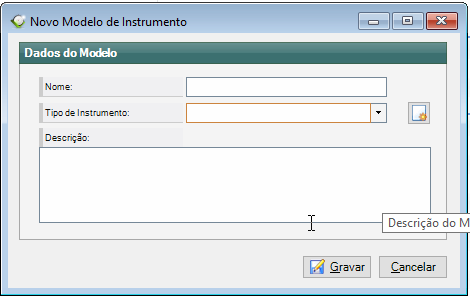 Novo Modelo de Instrumento
Dados do Modelo
Nome:
Tipo de Instrumento:
Descrição:
Descrição do M
Gravar Cancelar